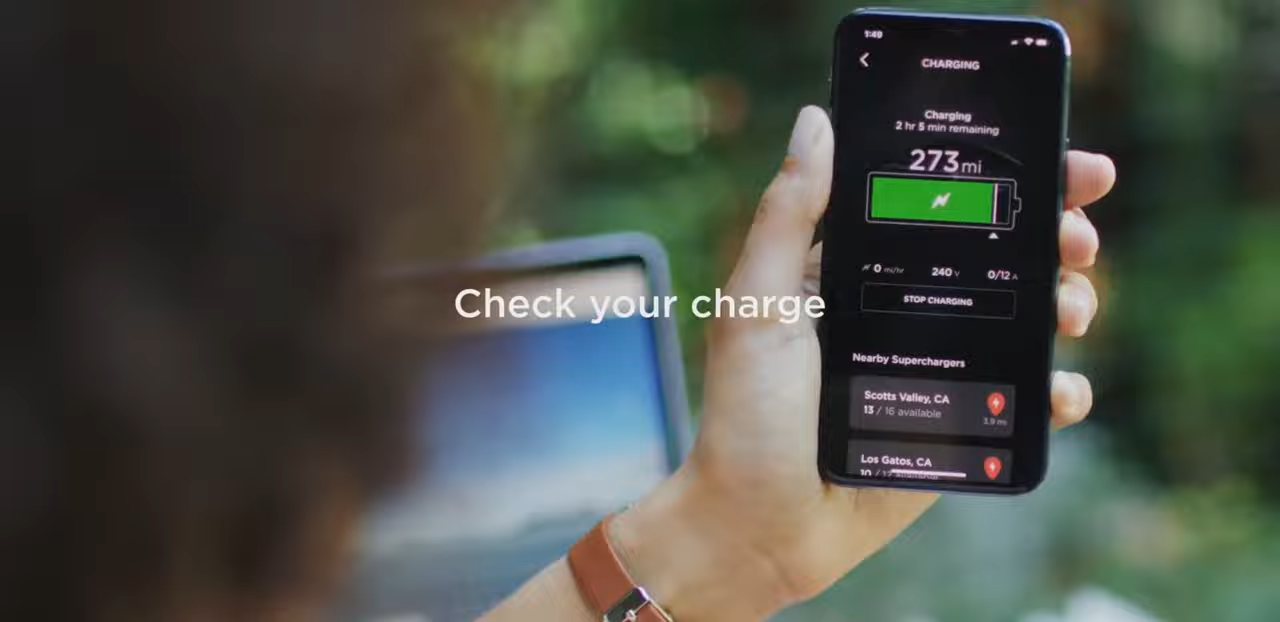 1:49
CHARGING
Charging
2 hr 5 min remaining
273 mi
0 mi/hr 240 V 0/12 A
STOP CHARGING
Check your charge
Nearby Superchargers
Scotts Valley, CA
13 / 16 available
3.9 mi
Los Gatos, CA
10 /